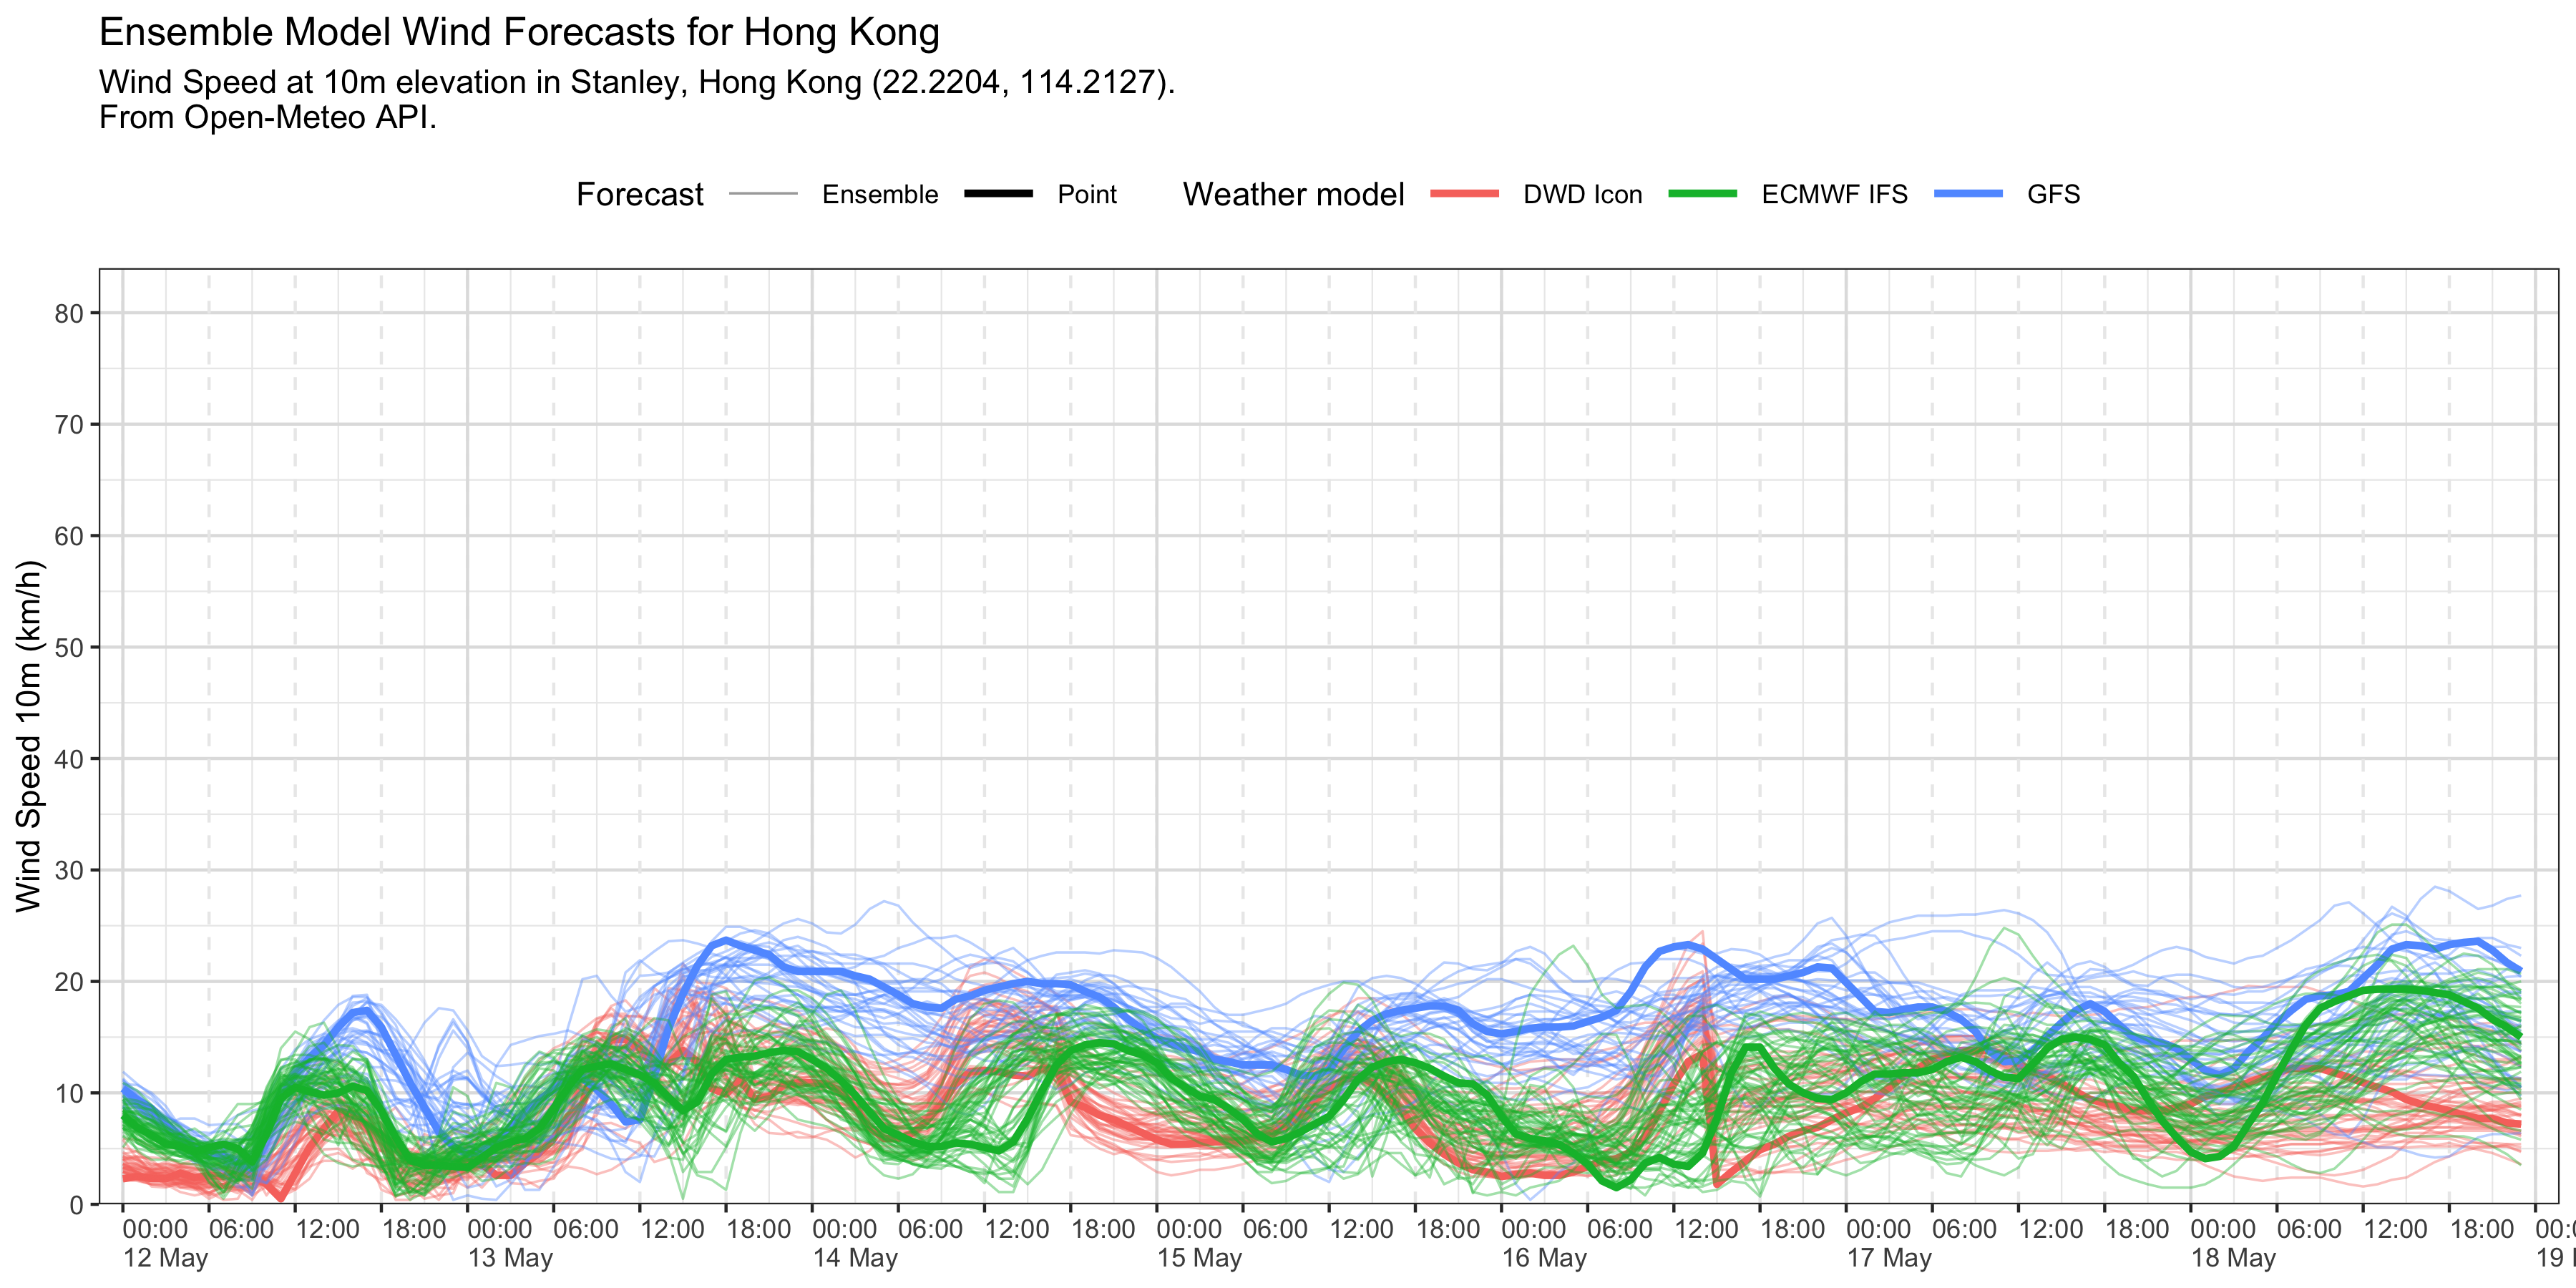 Ensemble Model Wind Forecasts for Hong Kong
Wind Speed at 10m elevation in Stanley, Hong Kong (22.2204, 114.2127).
From Open-Meteo API.
Forecast Ensemble Point Weather model DWD Icon ECMWF IFS GFS
Wind Speed 10m (km/h)
80
70
60
50
40
30
20
10
0
00:00 06:00 12:00 18:00 00:00 06:00 12:00 18:00 00:00 06:00 12:00 18:00 00:00 06:00 12:00 18:00 00:00 06:00 12:00 18:00 00:00 06:00 12:00 18:00 00:00 06:00 12:00 18:00 00:0
12 May 13 May 14 May 15 May 16 May 17 May 18 May 19